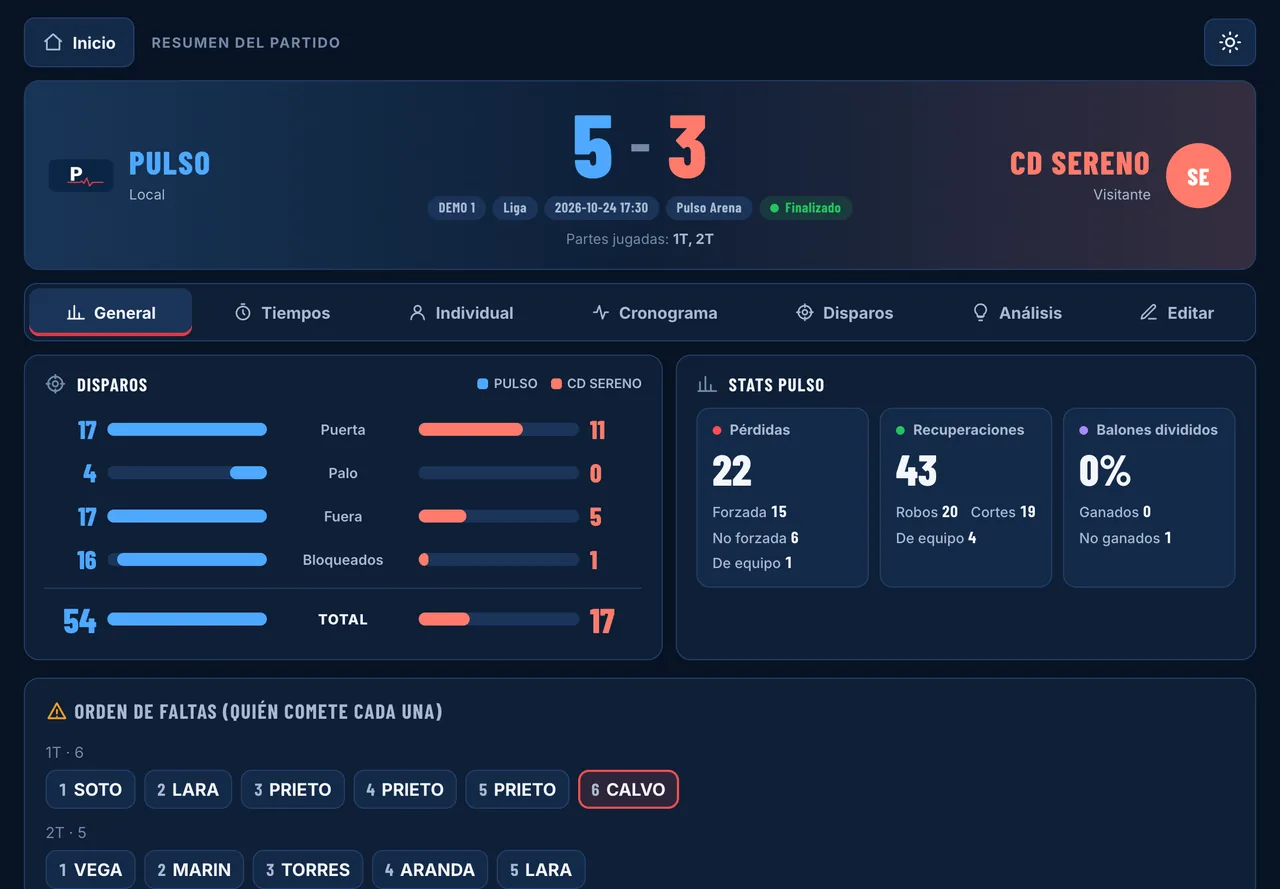 Inicio
RESUMEN DEL PARTIDO
P
PULSO
Local
5 - 3
CD SERENO
Visitante
SE
DEMO 1
Liga
2026-10-24 17:30
Pulso Arena
Finalizado
Partes jugadas: 1T, 2T
General
Tiempos
Individual
Cronograma
Disparos
Análisis
Editar
DISPAROS
PULSO
CD SERENO
17 Puerta 11
4 Palo 0
17 Fuera 5
16 Bloqueados 1
54 TOTAL 17
STATS PULSO
Pérdidas
22
Forzada 15
No forzada 6
De equipo 1
Recuperaciones
43
Robos 20 Cortes 19
De equipo 4
Balones divididos
0%
Ganados 0
No ganados 1
ORDEN DE FALTAS (QUIÉN COMETE CADA UNA)
1T · 6
1 SOTO
2 LARA
3 PRIETO
4 PRIETO
5 PRIETO
6 CALVO
2T · 5
1 VEGA
2 MARIN
3 TORRES
4 ARANDA
5 LARA